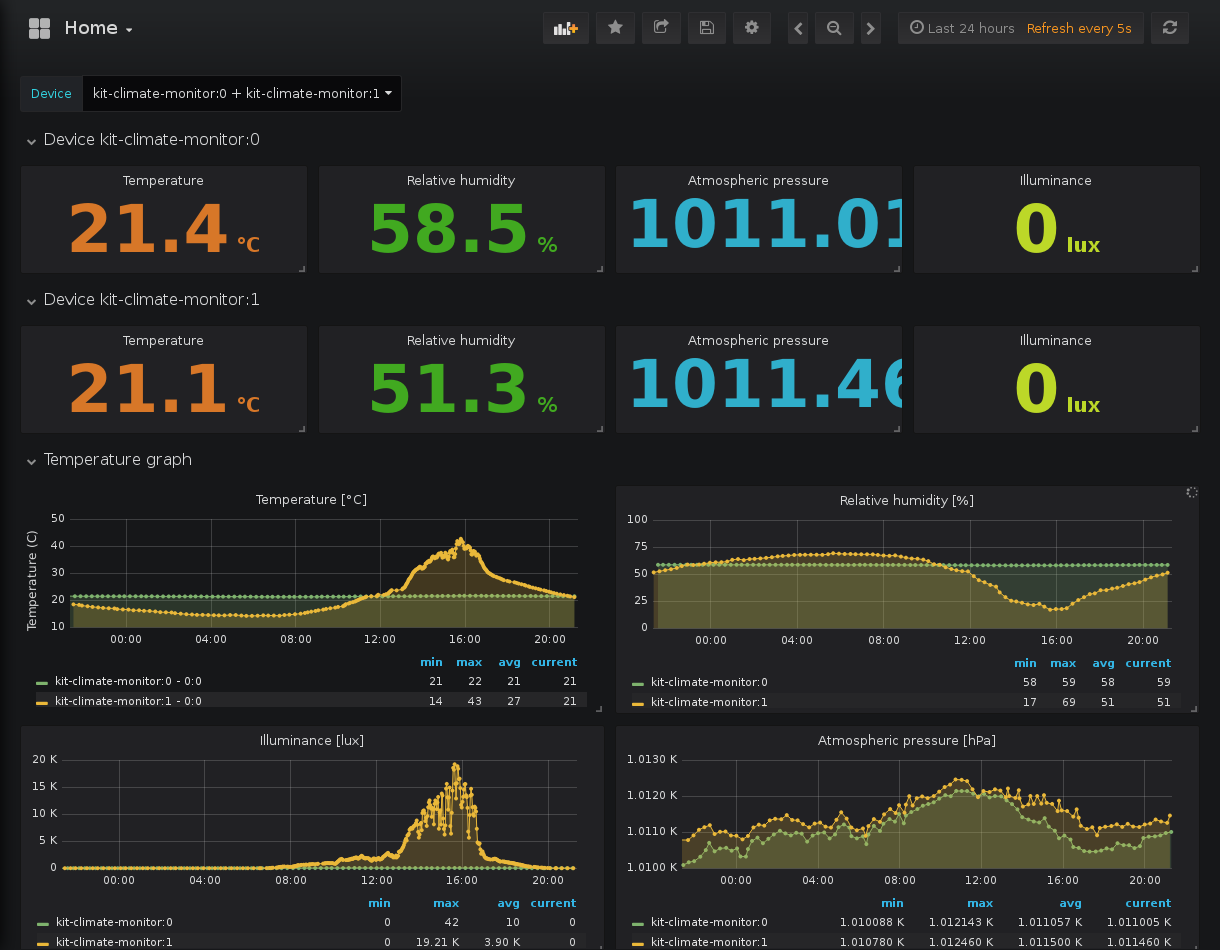 Home
Last 24 hours Refresh every 5s
Device kit-climate-monitor:0 + kit-climate-monitor:1
Device kit-climate-monitor:0
Temperature Relative humidity Atmospheric pressure Illuminance
21.4 °C 58.5 % 1011.01 0 lux
Device kit-climate-monitor:1
Temperature Relative humidity Atmospheric pressure Illuminance
21.1 °C 51.3 % 1011.46 0 lux
Temperature graph
Temperature [°C]
Temperature (C)
50
40
30
20
10
00:00 04:00 08:00 12:00 16:00 20:00
min max avg current
kit-climate-monitor:0 - 0:0 21 22 21 21
kit-climate-monitor:1 - 0:0 14 43 27 21
Relative humidity [%]
100
75
50
25
0
00:00 04:00 08:00 12:00 16:00 20:00
min max avg current
kit-climate-monitor:0 58 59 58 59
kit-climate-monitor:1 17 69 51 51
Illuminance [lux]
20 K
15 K
10 K
5 K
0
00:00 04:00 08:00 12:00 16:00 20:00
min max avg current
kit-climate-monitor:0 0 42 10 0
kit-climate-monitor:1 0 19.21 K 3.90 K 0
Atmospheric pressure [hPa]
1.0130 K
1.0120 K
1.0110 K
1.0100 K
00:00 04:00 08:00 12:00 16:00 20:00
min max avg current
kit-climate-monitor:0 1.010088 K 1.012143 K 1.011057 K 1.011005 K
kit-climate-monitor:1 1.010780 K 1.012460 K 1.011500 K 1.011460 K